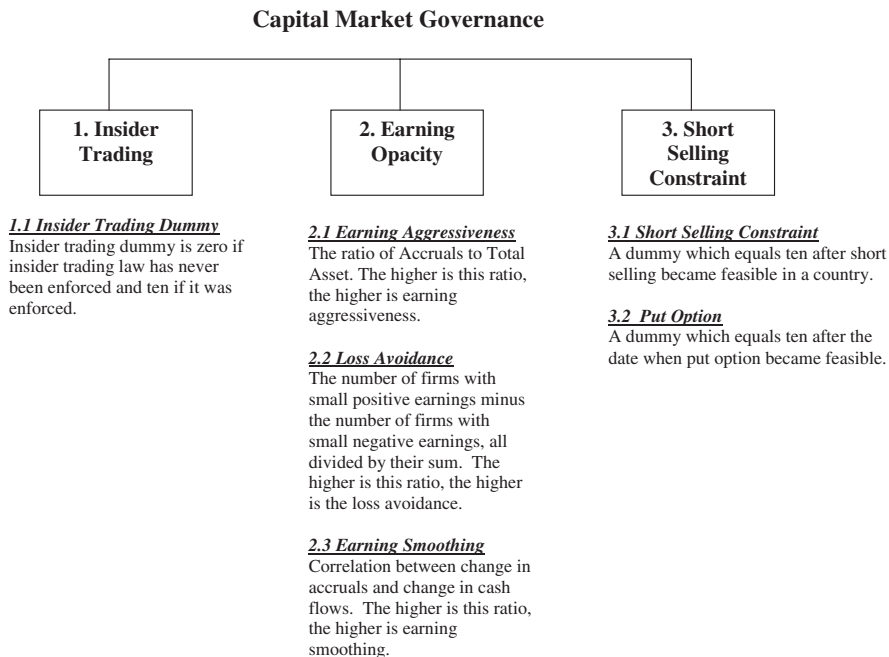 Capital Market Governance
1. Insider
Trading
2. Earning
Opacity
3. Short
Selling
Constraint
1.1 Insider Trading Dummy
Insider trading dummy is zero if
insider trading law has never
been enforced and ten if it was
enforced.
2.1 Earning Aggressiveness
The ratio of Accruals to Total
Asset. The higher is this ratio,
the higher is earning
aggressiveness.
2.2 Loss Avoidance
The number of firms with
small positive earnings minus
the number of firms with
small negative earnings, all
divided by their sum. The
higher is this ratio, the higher
is the loss avoidance.
2.3 Earning Smoothing
Correlation between change in
accruals and change in cash
flows. The higher is this ratio,
the higher is earning
smoothing.
3.1 Short Selling Constraint
A dummy which equals ten after short
selling became feasible in a country.
3.2 Put Option
A dummy which equals ten after the
date when put option became feasible.